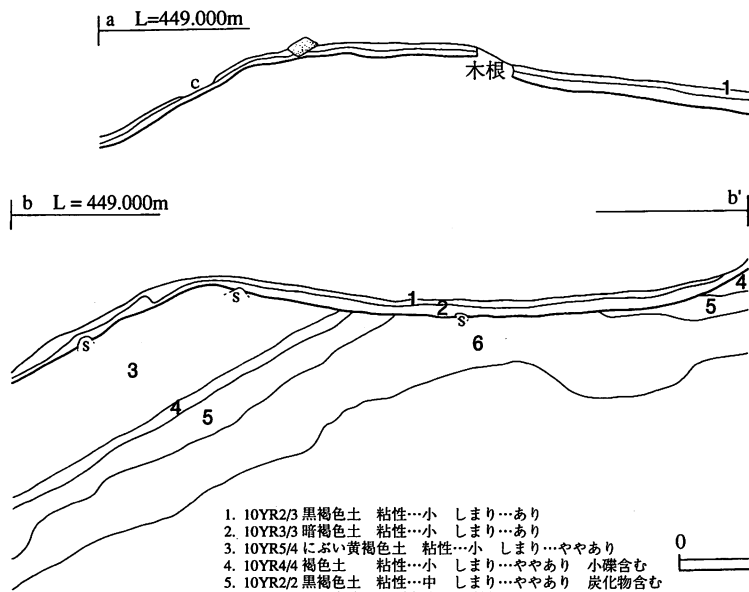 a L=449.000m
c
木根
1
b L=449.000m
b'
1
2
s
s
s
3
4
5
6
4
5
1. 10YR2/3 黒褐色土 粘性…小 しまり…あり
2. 10YR3/3 暗褐色土 粘性…小 しまり…あり
3. 10YR5/4 にぶい黄褐色土 粘性…小 しまり…ややあり
4. 10YR4/4 褐色土 粘性…小 しまり…ややあり 小礫含む
5. 10YR2/2 黒褐色土 粘性…中 しまり…ややあり 炭化物含む
0